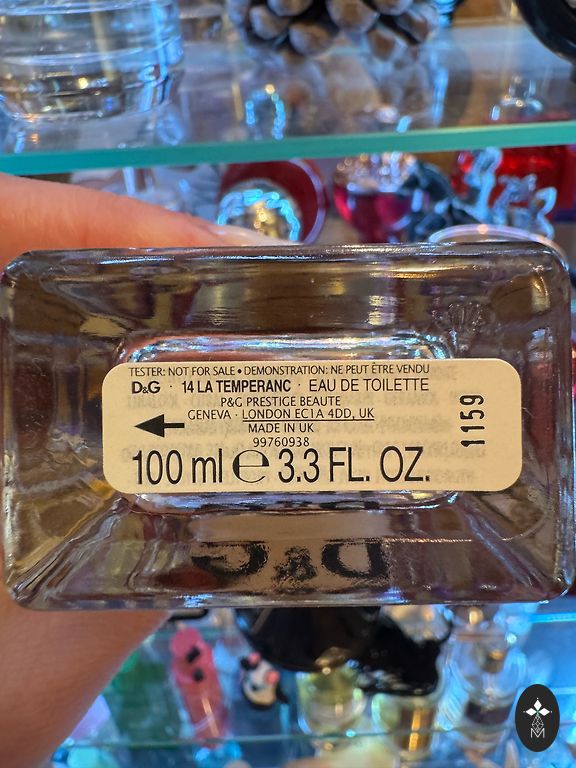 TESTER: NOT FOR SALE • DEMONSTRATION: NE PEUT ÊTRE VENDU
D&G · 14 LA TEMPERANC · EAU DE TOILETTE
P&G PRESTIGE BEAUTE
GENEVA · LONDON EC1A 4DD, UK
MADE IN UK
99760938
100 ml e 3.3 FL. OZ.
1159
D&G